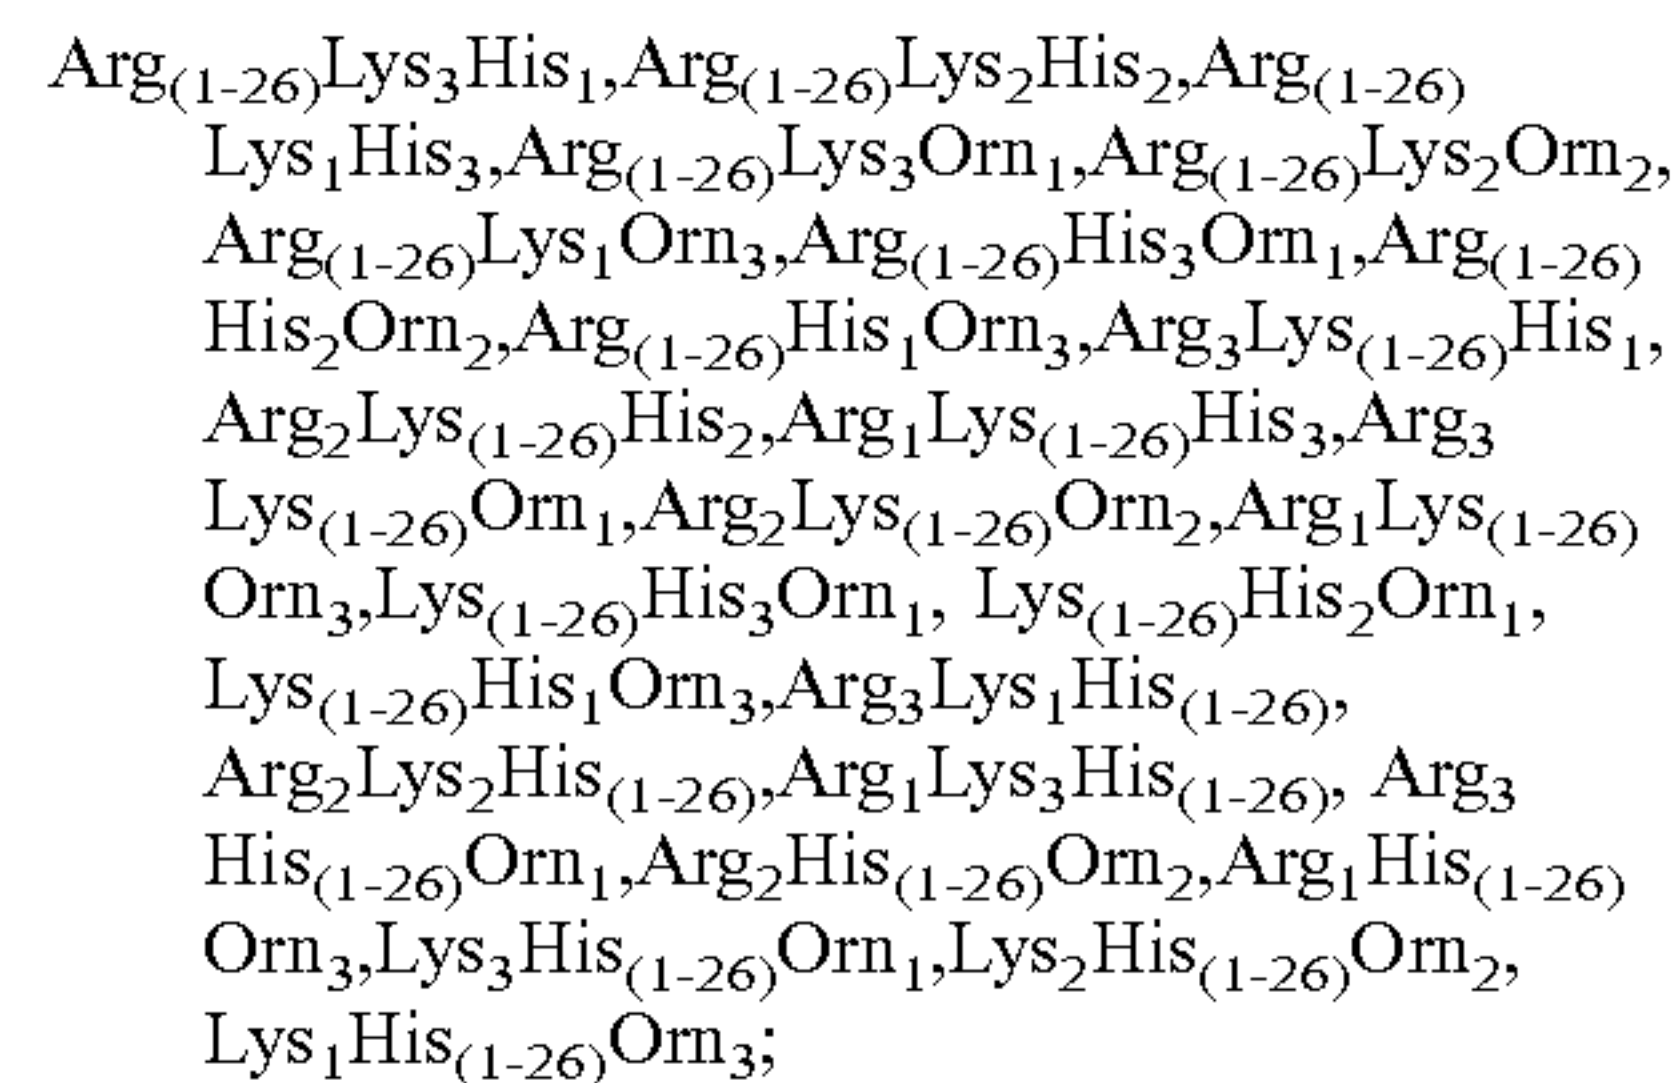 Arg₍₁₋₂₆₎Lys₃His₁,Arg₍₁₋₂₆₎Lys₂His₂,Arg₍₁₋₂₆₎
Lys₁His₃,Arg₍₁₋₂₆₎Lys₃Orn₁,Arg₍₁₋₂₆₎Lys₂Orn₂,
Arg₍₁₋₂₆₎Lys₁Orn₃,Arg₍₁₋₂₆₎His₃Orn₁,Arg₍₁₋₂₆₎
His₂Orn₂,Arg₍₁₋₂₆₎His₁Orn₃,Arg₃Lys₍₁₋₂₆₎His₁,
Arg₂Lys₍₁₋₂₆₎His₂,Arg₁Lys₍₁₋₂₆₎His₃,Arg₃
Lys₍₁₋₂₆₎Orn₁,Arg₂Lys₍₁₋₂₆₎Orn₂,Arg₁Lys₍₁₋₂₆₎
Orn₃,Lys₍₁₋₂₆₎His₃Orn₁, Lys₍₁₋₂₆₎His₂Orn₁,
Lys₍₁₋₂₆₎His₁Orn₃,Arg₃Lys₁His₍₁₋₂₆₎,
Arg₂Lys₂His₍₁₋₂₆₎,Arg₁Lys₃His₍₁₋₂₆₎, Arg₃
His₍₁₋₂₆₎Orn₁,Arg₂His₍₁₋₂₆₎Orn₂,Arg₁His₍₁₋₂₆₎
Orn₃,Lys₃His₍₁₋₂₆₎Orn₁,Lys₂His₍₁₋₂₆₎Orn₂,
Lys₁His₍₁₋₂₆₎Orn₃;